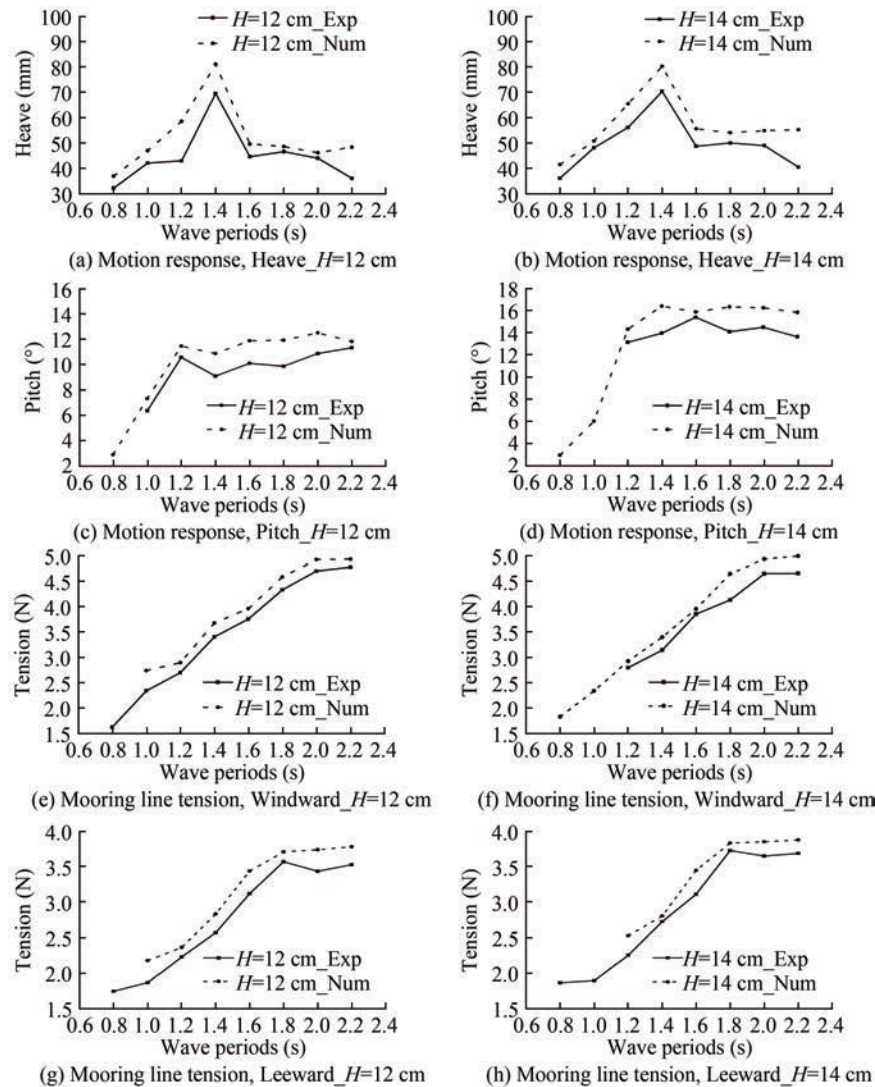 H=12 cm_Exp
H=12 cm_Num
Heave (mm)
100
90
80
70
60
50
40
30
0.6 0.8 1.0 1.2 1.4 1.6 1.8 2.0 2.2 2.4
Wave periods (s)
(a) Motion response, Heave_H=12 cm
H=14 cm_Exp
H=14 cm_Num
Heave (mm)
100
90
80
70
60
50
40
30
0.6 0.8 1.0 1.2 1.4 1.6 1.8 2.0 2.2 2.4
Wave periods (s)
(b) Motion response, Heave_H=14 cm
Pitch (°)
16
14
12
10
8
6
4
2
H=12 cm_Exp
H=12 cm_Num
0.6 0.8 1.0 1.2 1.4 1.6 1.8 2.0 2.2 2.4
Wave periods (s)
(c) Motion response, Pitch_H=12 cm
Pitch (°)
18
16
14
12
10
8
6
4
2
H=14 cm_Exp
H=14 cm_Num
0.6 0.8 1.0 1.2 1.4 1.6 1.8 2.0 2.2 2.4
Wave periods (s)
(d) Motion response, Pitch_H=14 cm
Tension (N)
5.0
4.5
4.0
3.5
3.0
2.5
2.0
1.5
H=12 cm_Exp
H=12 cm_Num
0.6 0.8 1.0 1.2 1.4 1.6 1.8 2.0 2.2 2.4
Wave periods (s)
(e) Mooring line tension, Windward_H=12 cm
Tension (N)
5.0
4.5
4.0
3.5
3.0
2.5
2.0
1.5
H=14 cm_Exp
H=14 cm_Num
0.6 0.8 1.0 1.2 1.4 1.6 1.8 2.0 2.2 2.4
Wave periods (s)
(f) Mooring line tension, Windward_H=14 cm
Tension (N)
4.0
3.5
3.0
2.5
2.0
1.5
H=12 cm_Exp
H=12 cm_Num
0.6 0.8 1.0 1.2 1.4 1.6 1.8 2.0 2.2 2.4
Wave periods (s)
(g) Mooring line tension, Leeward_H=12 cm
Tension (N)
4.0
3.5
3.0
2.5
2.0
1.5
H=14 cm_Exp
H=14 cm_Num
0.6 0.8 1.0 1.2 1.4 1.6 1.8 2.0 2.2 2.4
Wave periods (s)
(h) Mooring line tension, Leeward_H=14 cm